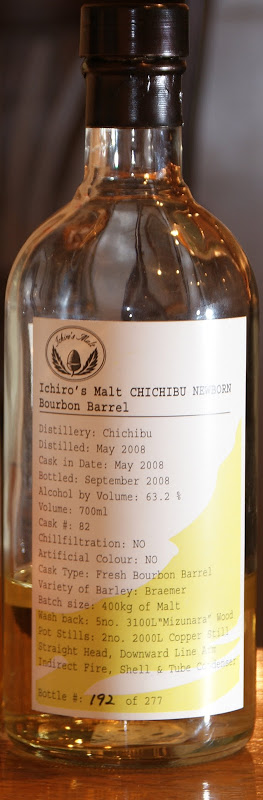 Ichiro's Malt
Ichiro's Malt CHICHIBU NEWBORN
Bourbon Barrel
Distillery: Chichibu
Distilled: May 2008
Cask in Date: May 2008
Bottled: September 2008
Alcohol by Volume: 63.2 %
Volume: 700ml
Cask #: 82
Chillfiltration: NO
Artificial Colour: NO
Cask Type: Fresh Bourbon Barrel
Variety of Barley: Braemer
Batch size: 400kg of Malt
Wash back: 5no. 3100L"Mizunara" Wood
Pot Stills: 2no. 2000L Copper Still
Straight Head, Downward Line Arm
Indirect Fire, Shell & Tube Condenser
Bottle #: 192 of 277